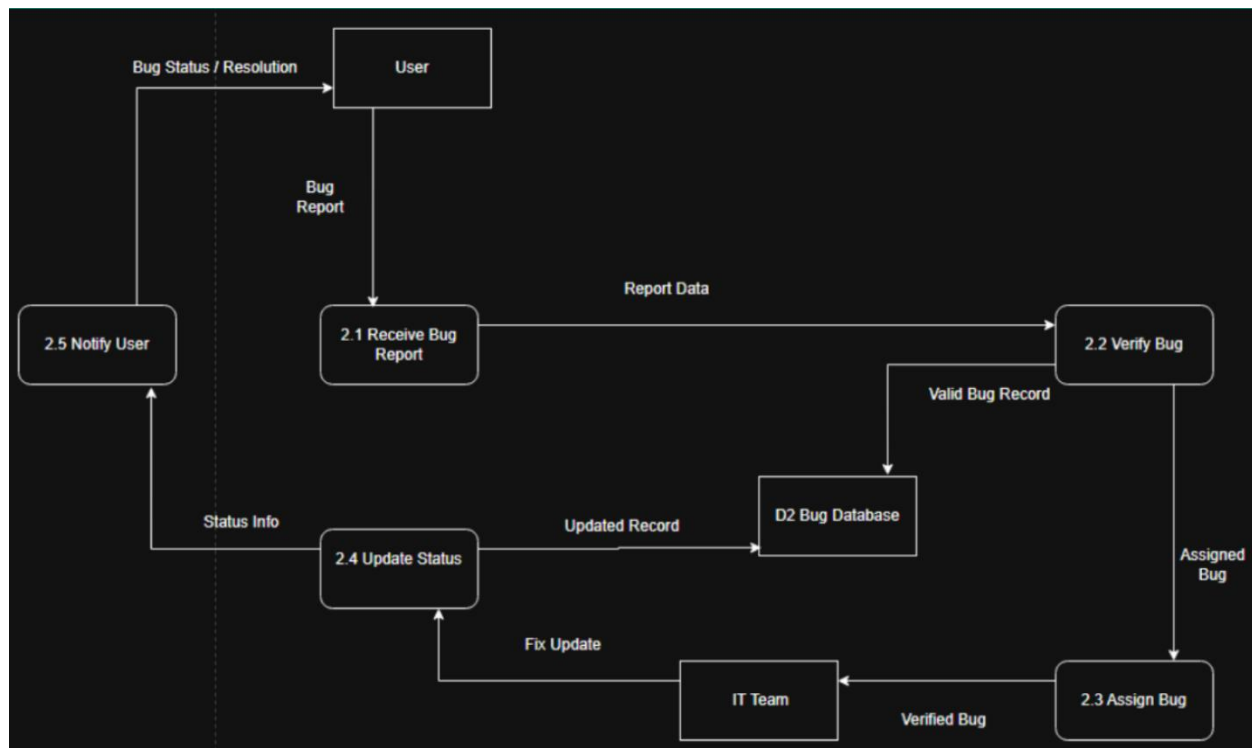 User
Bug Status / Resolution
Bug
Report
Report Data
2.5 Notify User
2.1 Receive Bug
Report
2.2 Verify Bug
Valid Bug Record
D2 Bug Database
Status Info
Updated Record
2.4 Update Status
Assigned
Bug
Fix Update
IT Team
2.3 Assign Bug
Verified Bug